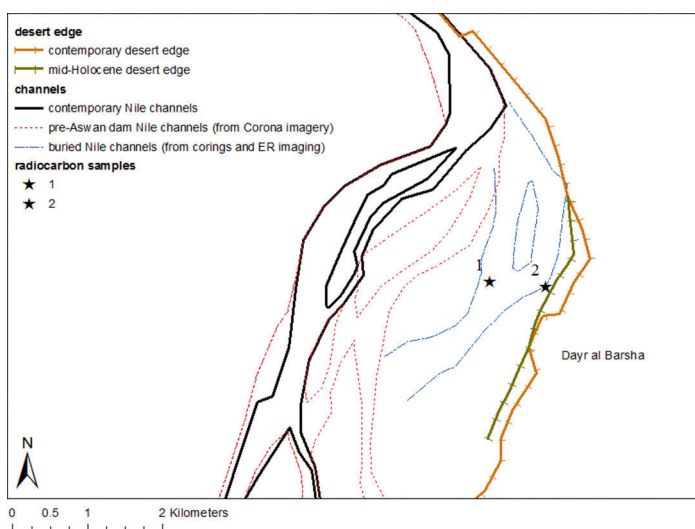 desert edge
contemporary desert edge
mid-Holocene desert edge
channels
contemporary Nile channels
pre-Aswan dam Nile channels (from Corona imagery)
buried Nile channels (from corings and ER imaging)
radiocarbon samples
1
2
1
2
Dayr al Barsha
N
0 0.5 1 2 Kilometers